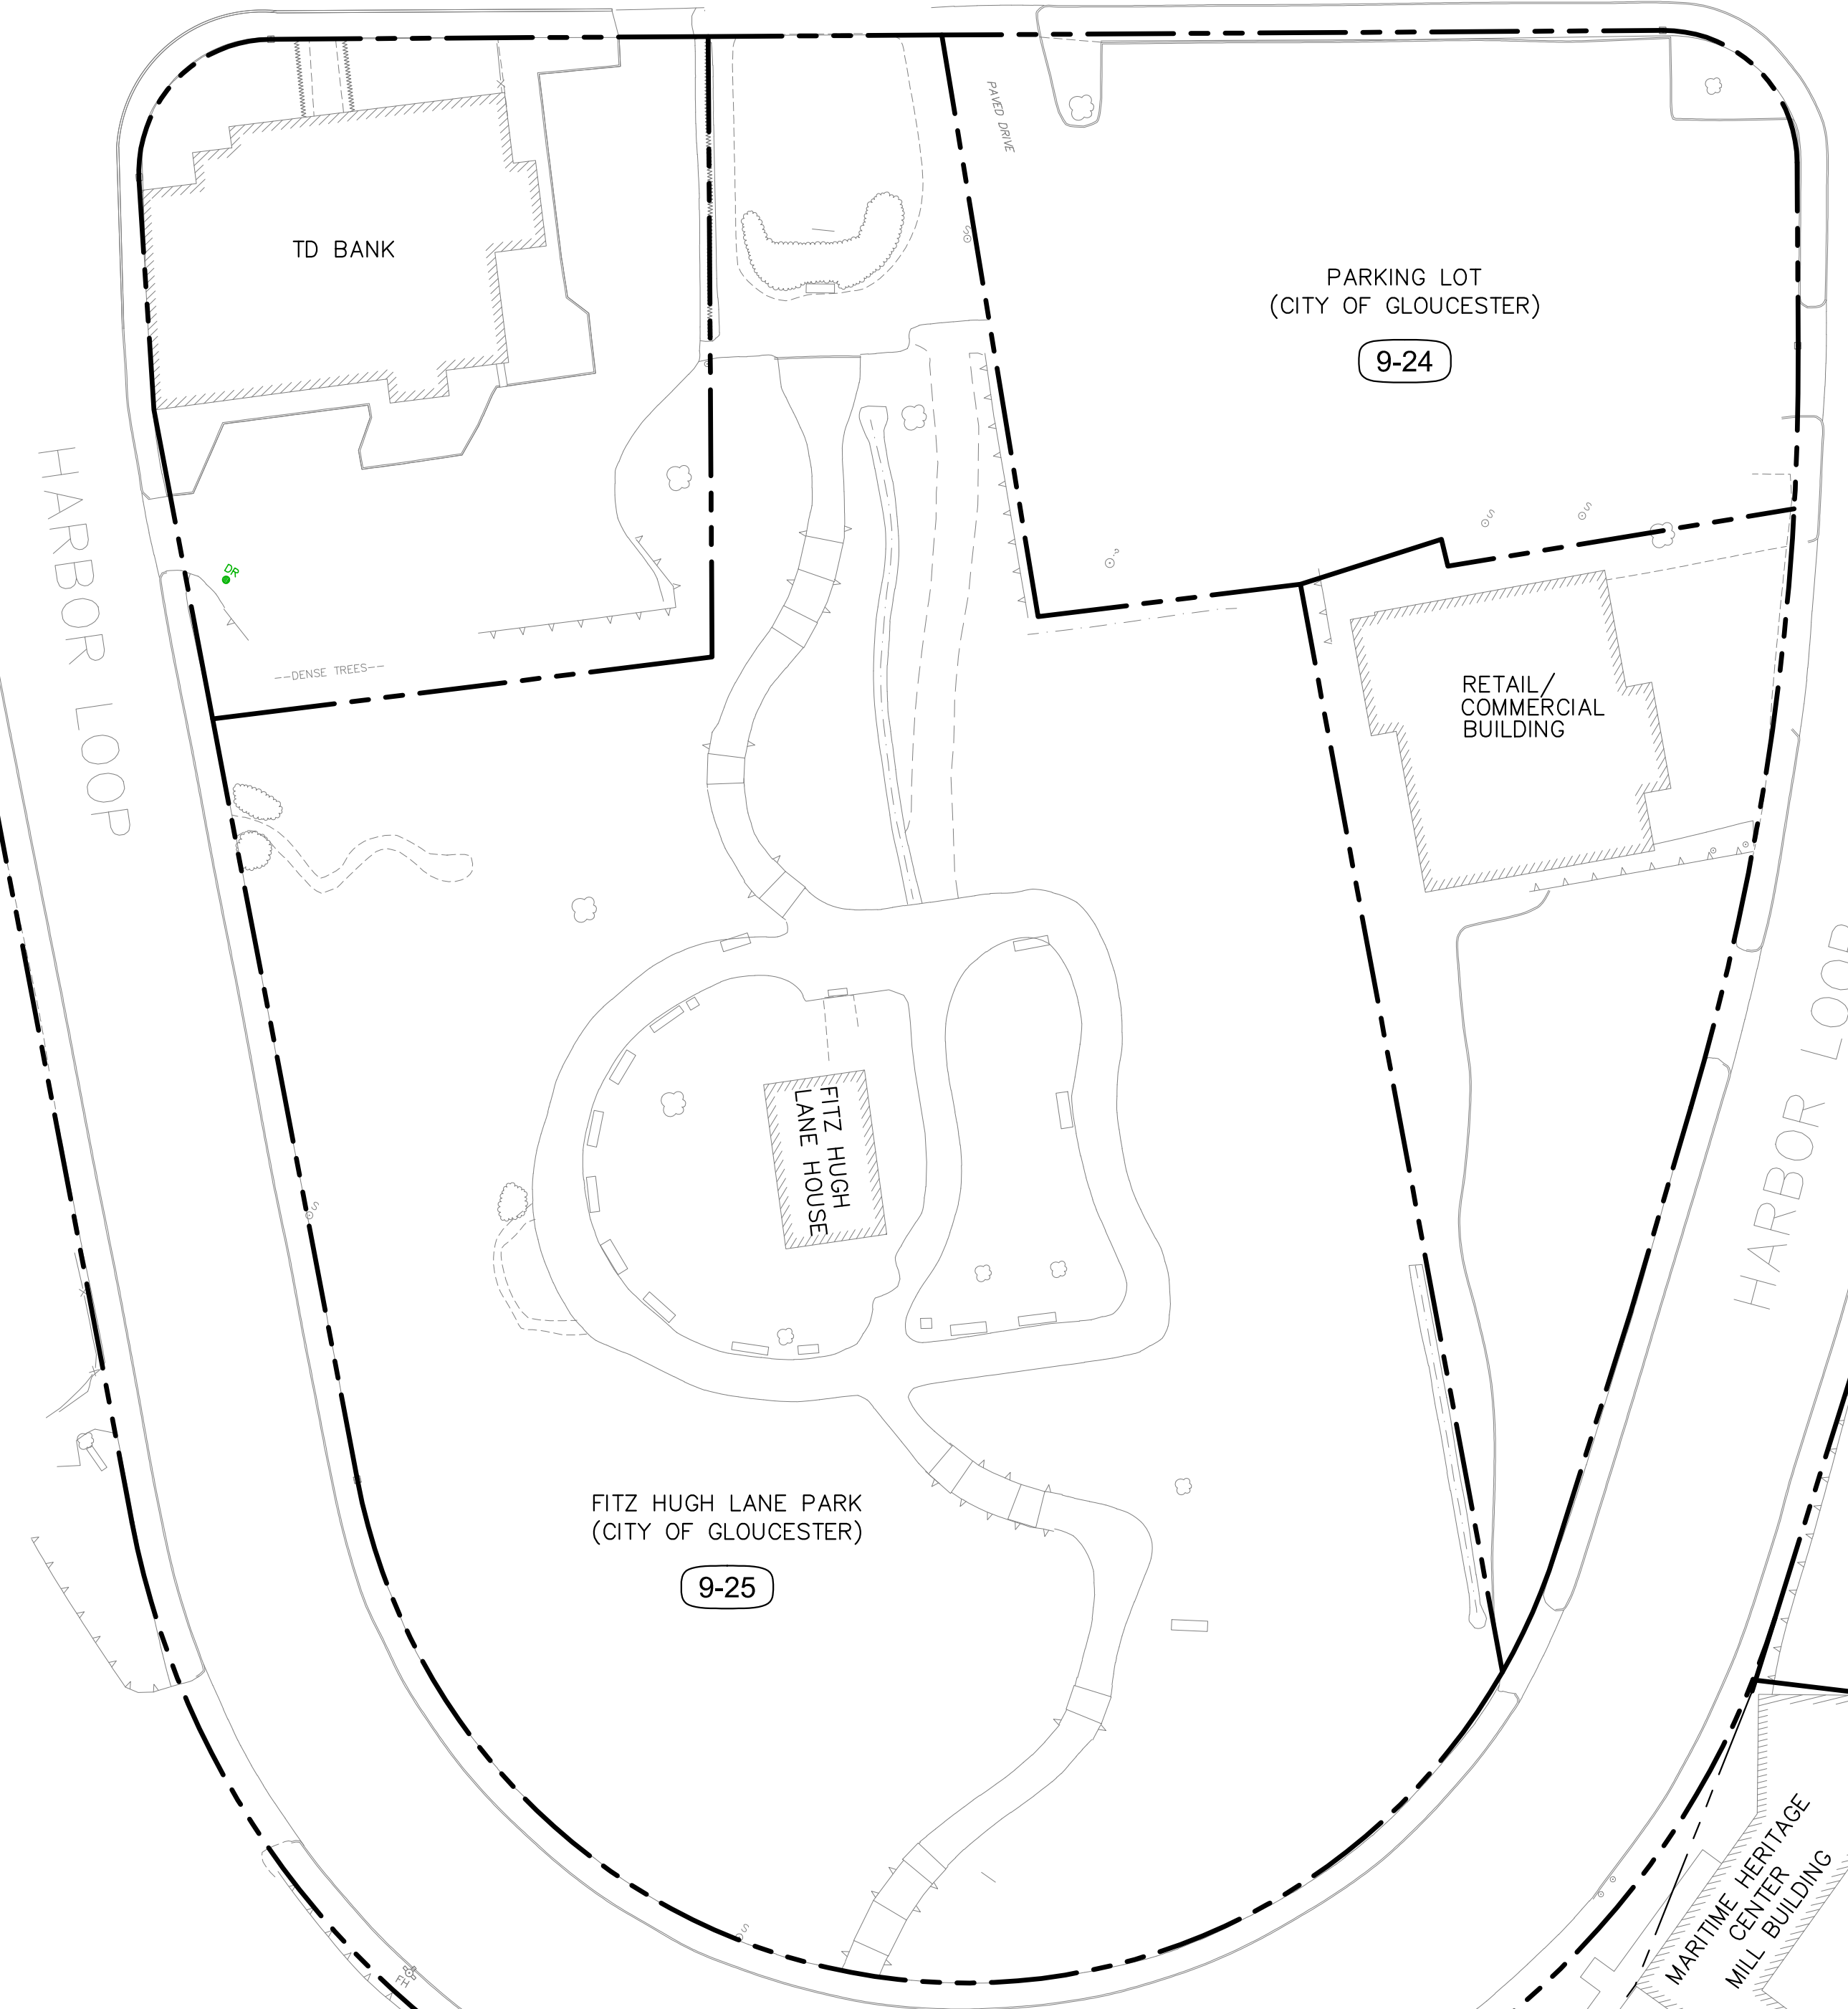 PAVED DRIVE
TD BANK
S
PARKING LOT
(CITY OF GLOUCESTER)
9-24
HARBOR LOOP
S
S
?
DR
--DENSE TREES--
RETAIL/
COMMERCIAL
BUILDING
HARBOR LOOP
FITZ HUGH
LANE HOUSE
S
FITZ HUGH LANE PARK
(CITY OF GLOUCESTER)
9-25
MARITIME HERITAGE
CENTER
MILL BUILDING
S
FH